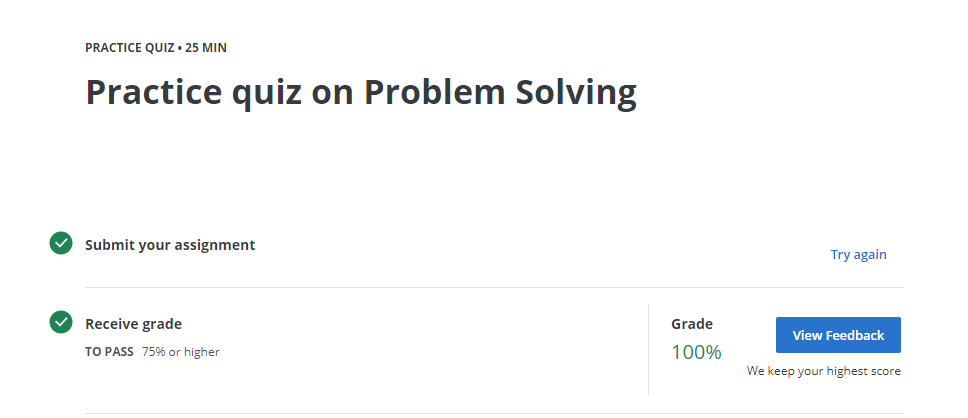 PRACTICE QUIZ • 25 MIN
Practice quiz on Problem Solving
Submit your assignment
Try again
Receive grade
TO PASS 75% or higher
Grade
100%
View Feedback
We keep your highest score